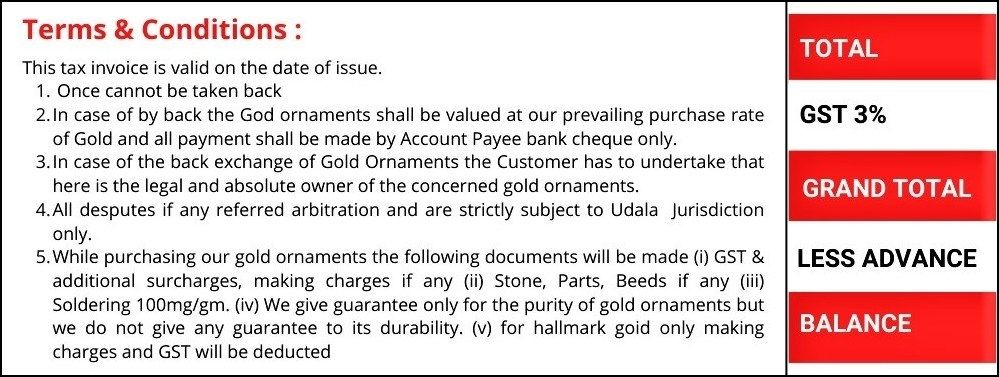 Terms & Conditions :
This tax invoice is valid on the date of issue.
1. Once cannot be taken back
2. In case of by back the God ornaments shall be valued at our prevailing purchase rate
of Gold and all payment shall be made by Account Payee bank cheque only.
3. In case of the back exchange of Gold Ornaments the Customer has to undertake that
here is the legal and absolute owner of the concerned gold ornaments.
4. All desputes if any referred arbitration and are strictly subject to Udala Jurisdiction
only.
5. While purchasing our gold ornaments the following documents will be made (i) GST &
additional surcharges, making charges if any (ii) Stone, Parts, Beeds if any (iii)
Soldering 100mg/gm. (iv) We give guarantee only for the purity of gold ornaments but
we do not give any guarantee to its durability. (v) for hallmark goid only making
charges and GST will be deducted
TOTAL
GST 3%
GRAND TOTAL
LESS ADVANCE
BALANCE